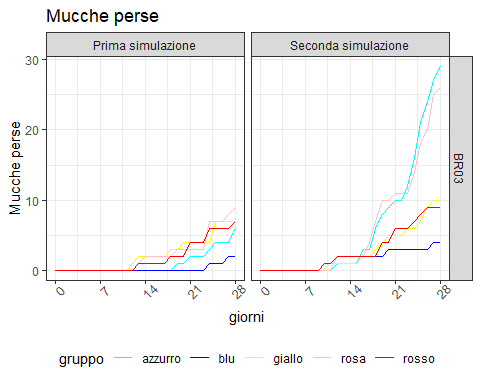 Mucche perse
Prima simulazione
Seconda simulazione
30
20
10
0
Mucche perse
BR03
0 7 14 21 28
0 7 14 21 28
giorni
gruppo azzurro blu giallo rosa rosso